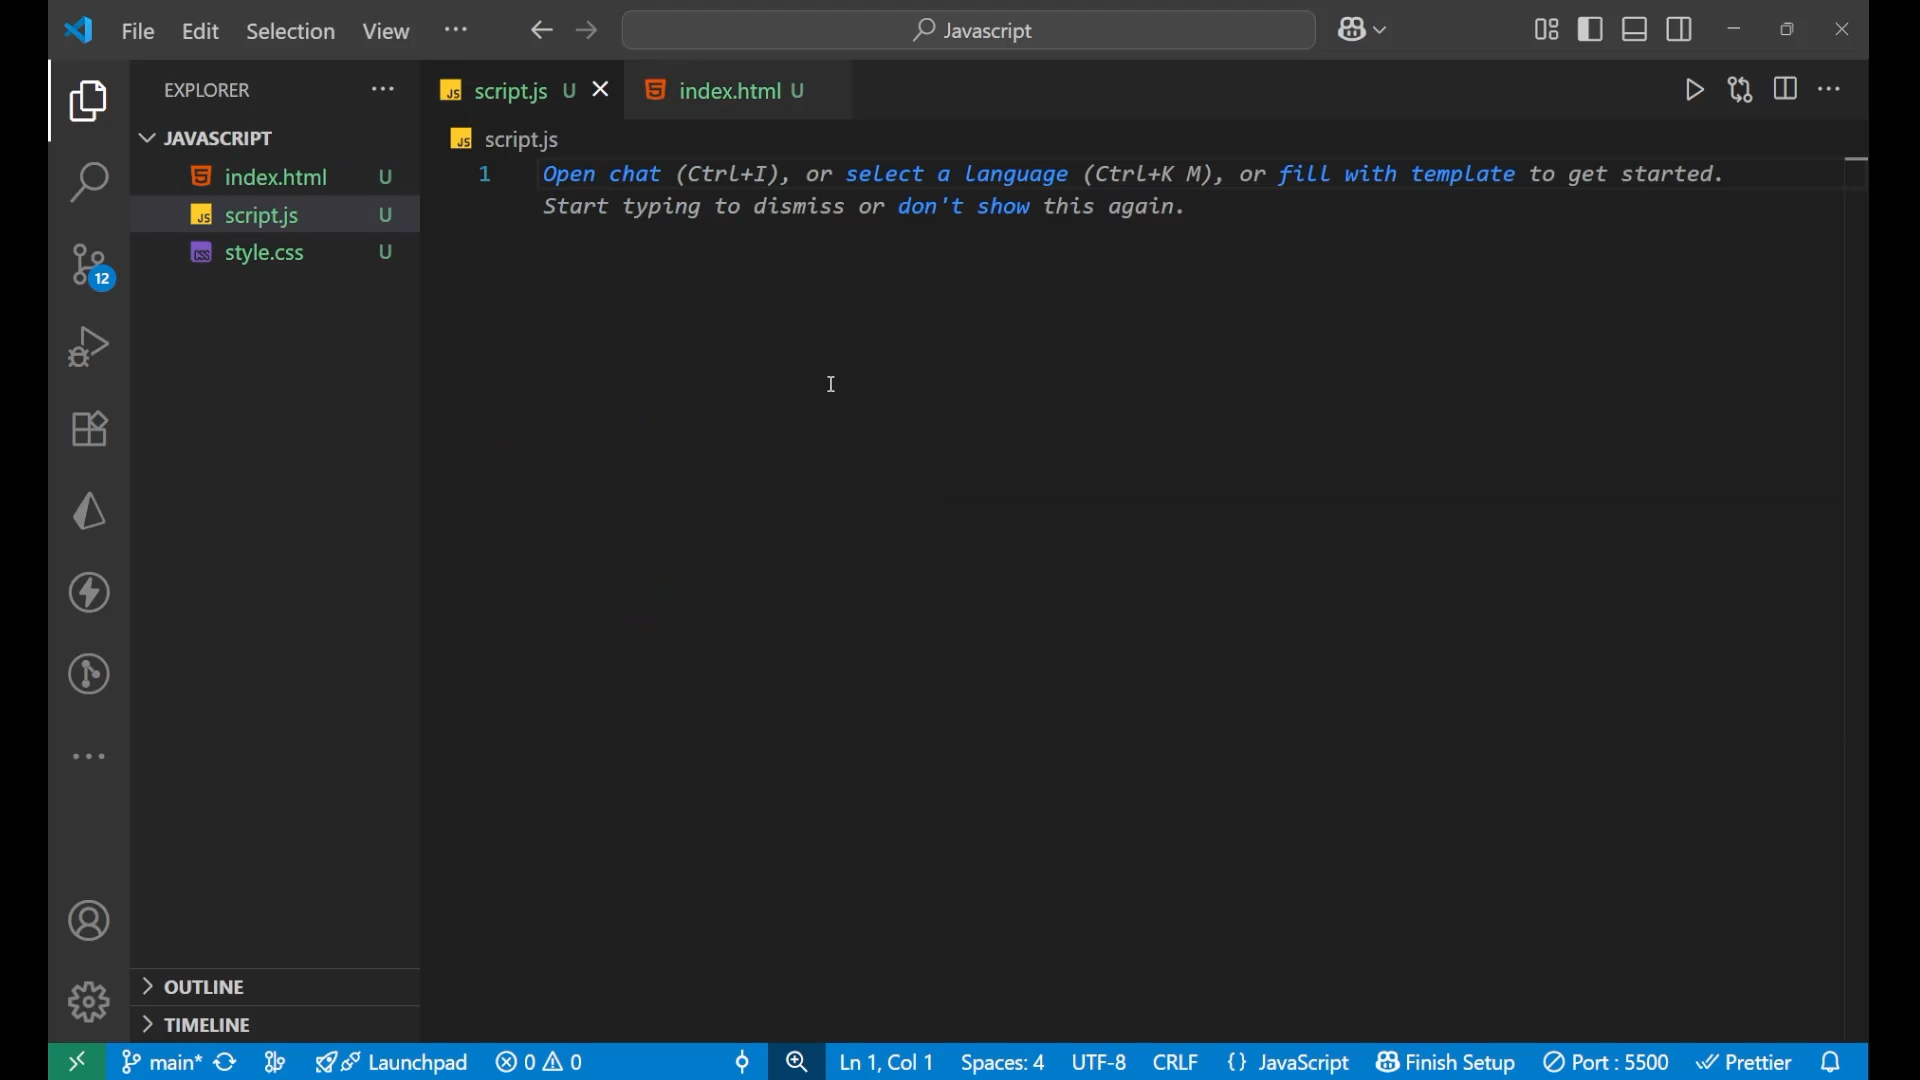 File Edit Selection View ··· Javascript
EXPLORER ···
script.js U index.html U
JAVASCRIPT
index.html U
script.js U
style.css U
12
script.js
1 Open chat (Ctrl+I), or select a language (Ctrl+K M), or fill with template to get started.
Start typing to dismiss or don't show this again.
OUTLINE
TIMELINE
main* Launchpad 0 0 Ln 1, Col 1 Spaces: 4 UTF-8 CRLF {} JavaScript Finish Setup Port : 5500 Prettier